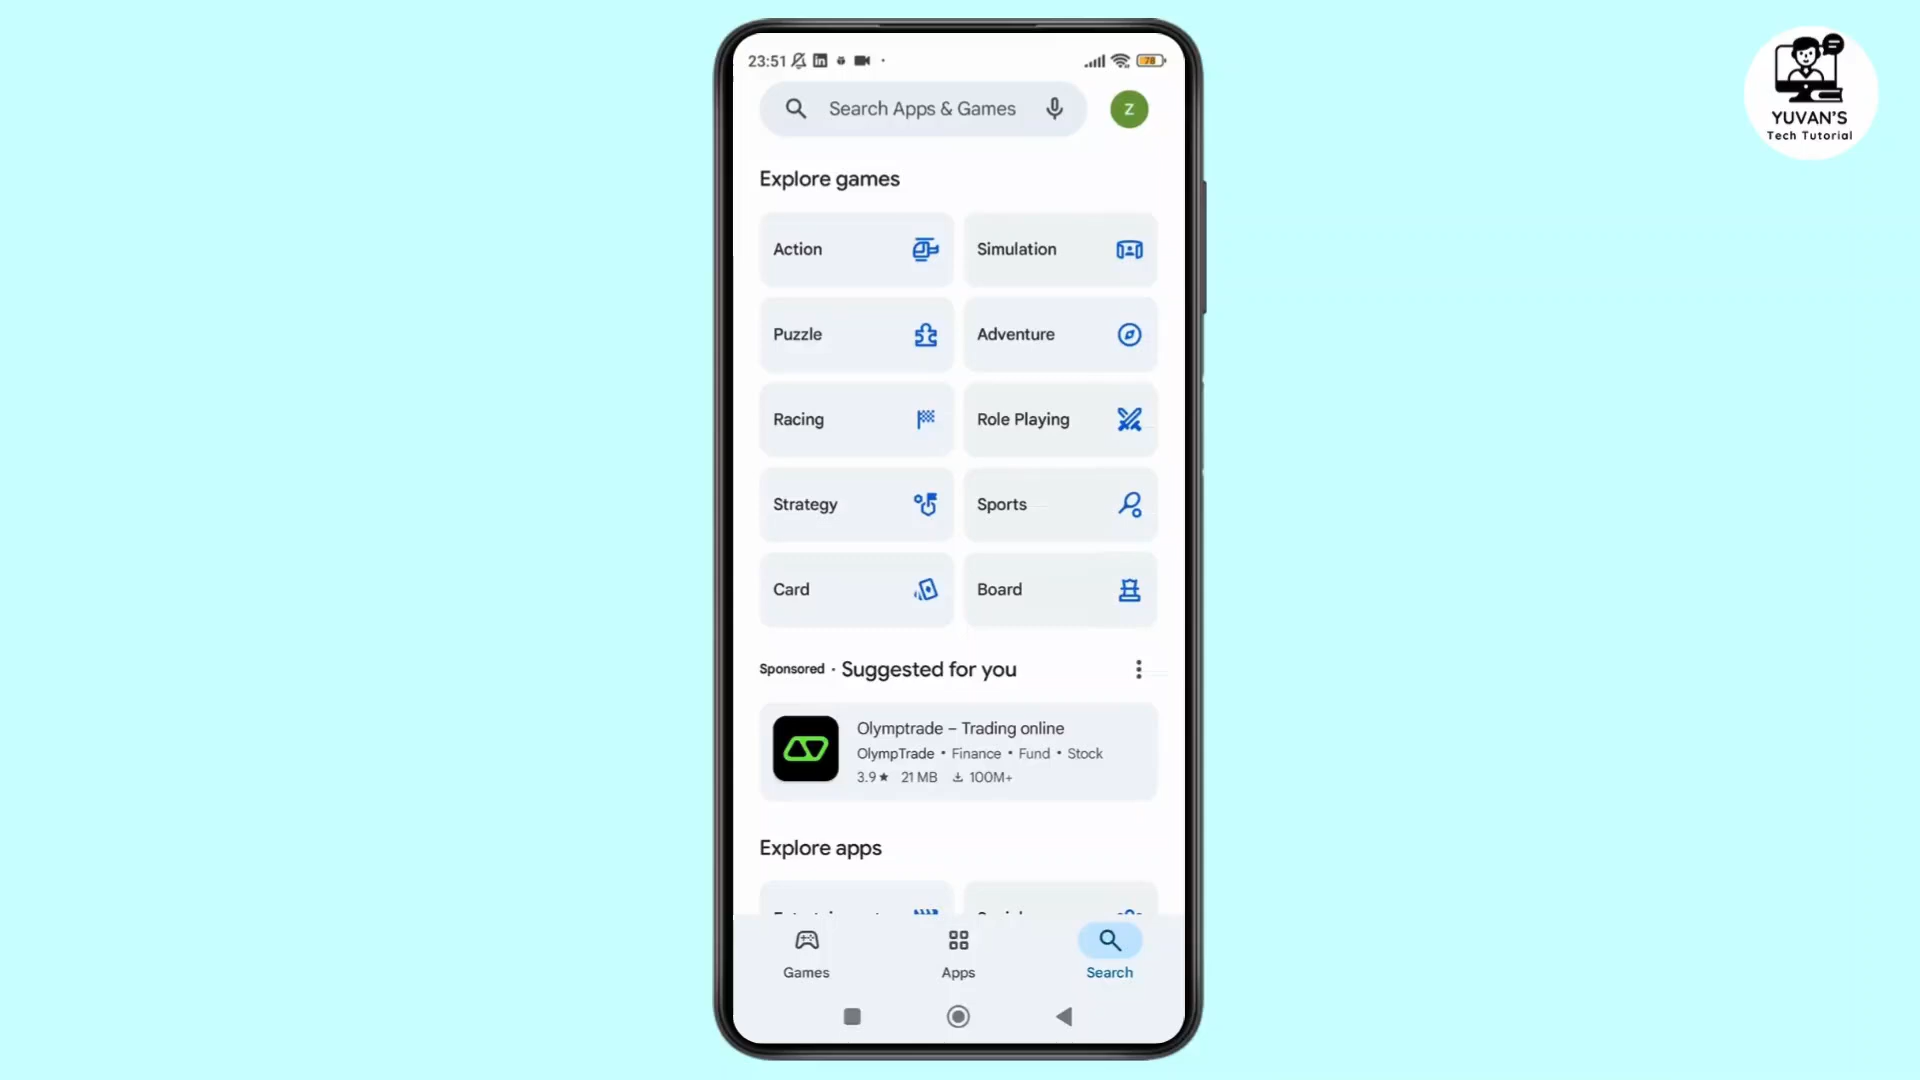 23:51
78
Search Apps & Games
Z
YUVAN'S
Tech Tutorial
Explore games
Action
Simulation
Puzzle
Adventure
Racing
Role Playing
Strategy
Sports
Card
Board
Sponsored · Suggested for you
Olymptrade – Trading online
OlympTrade • Finance • Fund • Stock
3.9★ 21 MB 100M+
Explore apps
Games
Apps
Search